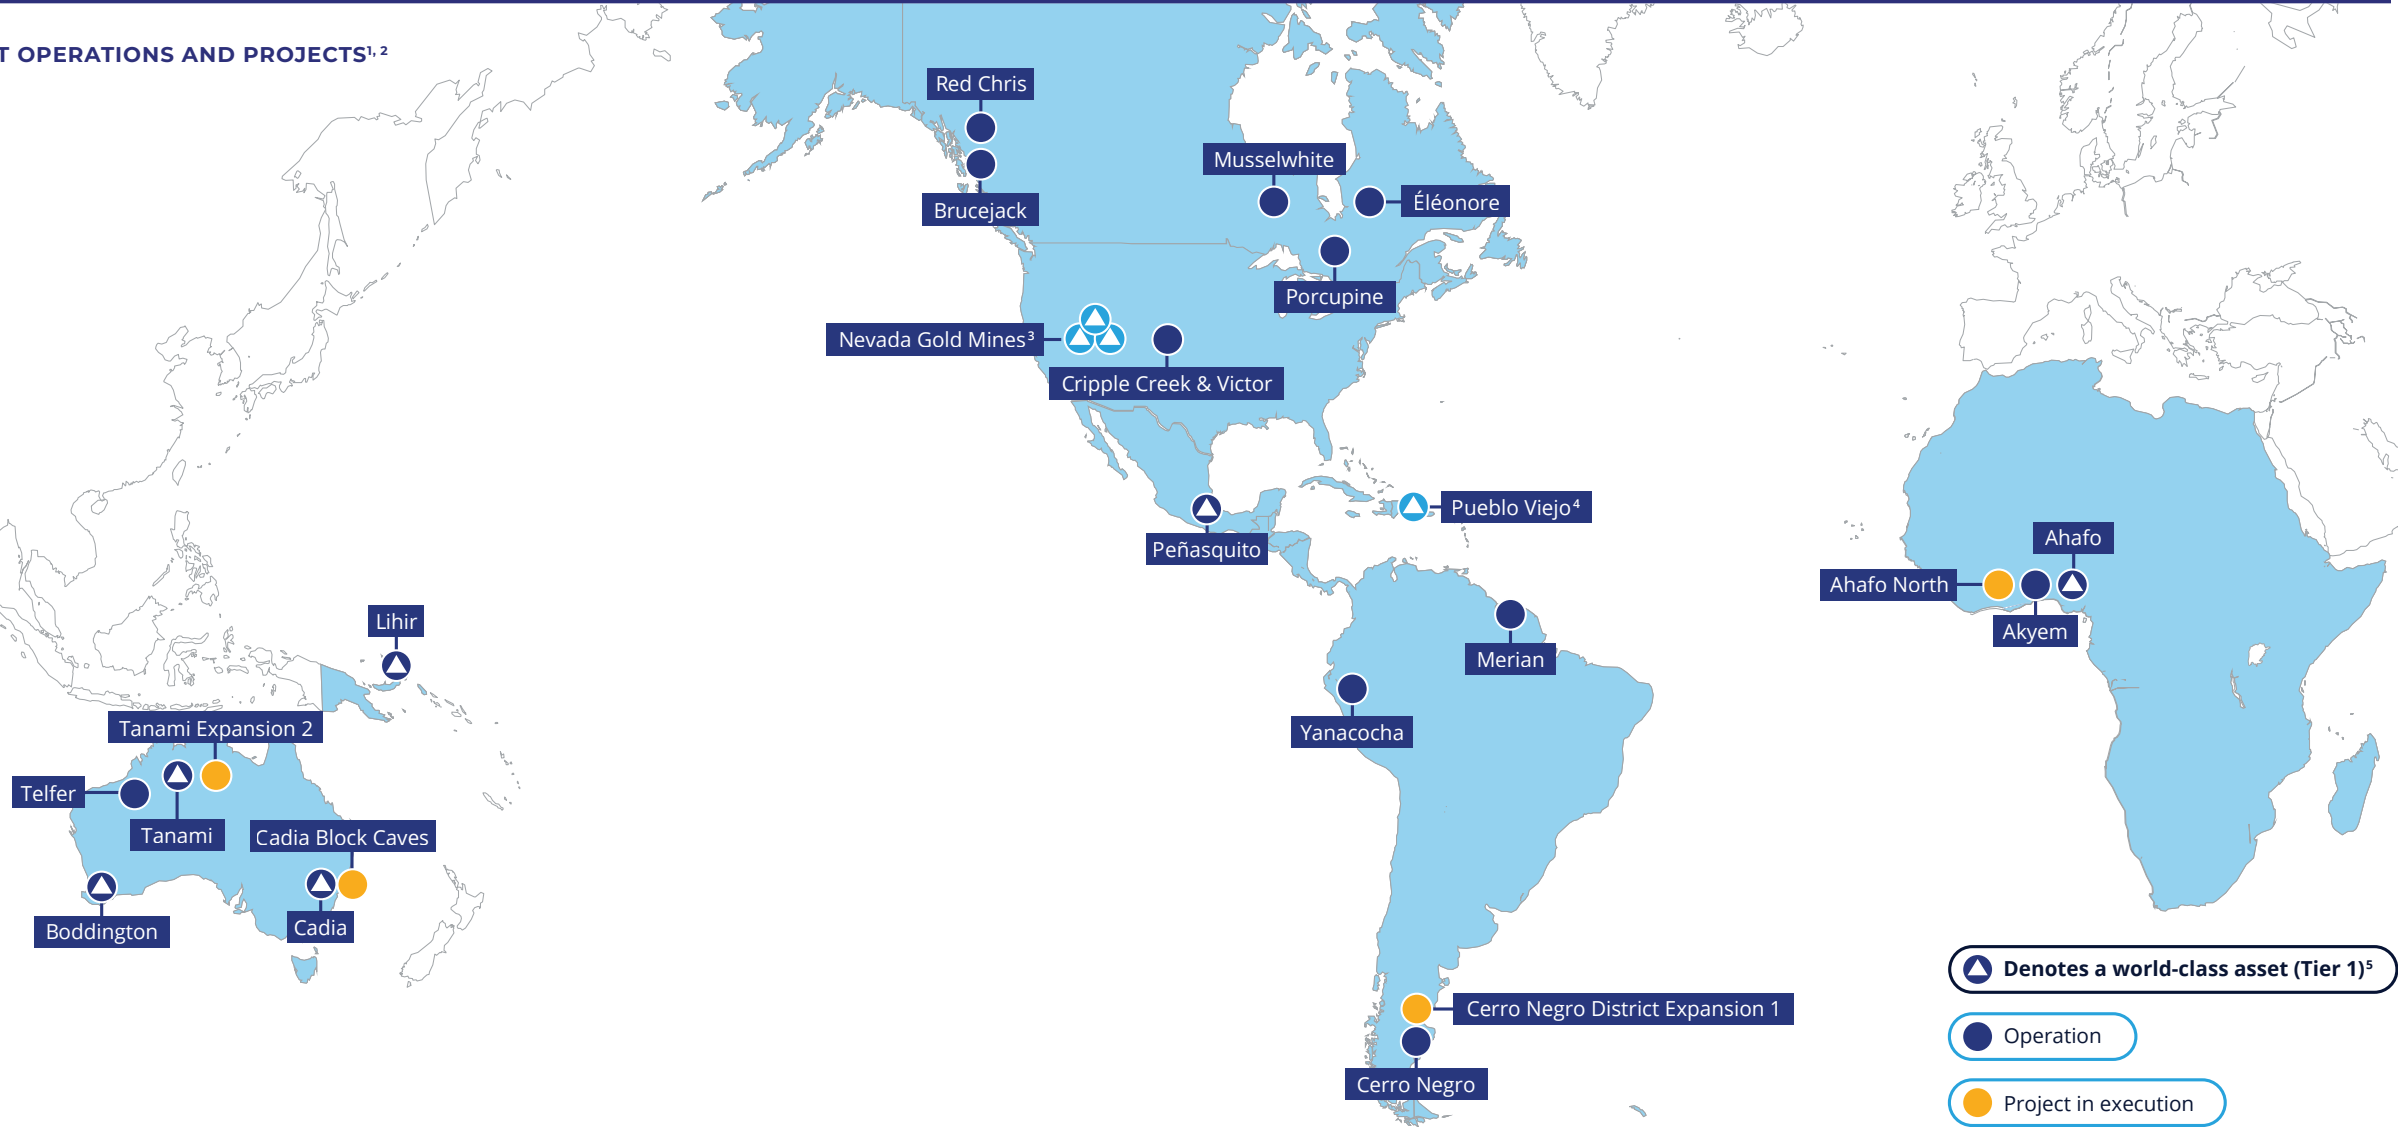 T OPERATIONS AND PROJECTS¹, ²
Red Chris
Brucejack
Musselwhite
Éléonore
Porcupine
Nevada Gold Mines³
Cripple Creek & Victor
Peñasquito
Pueblo Viejo⁴
Ahafo
Ahafo North
Akyem
Lihir
Merian
Yanacocha
Tanami Expansion 2
Telfer
Tanami
Cadia Block Caves
Boddington
Cadia
Cerro Negro District Expansion 1
Cerro Negro
Denotes a world-class asset (Tier 1)⁵
Operation
Project in execution